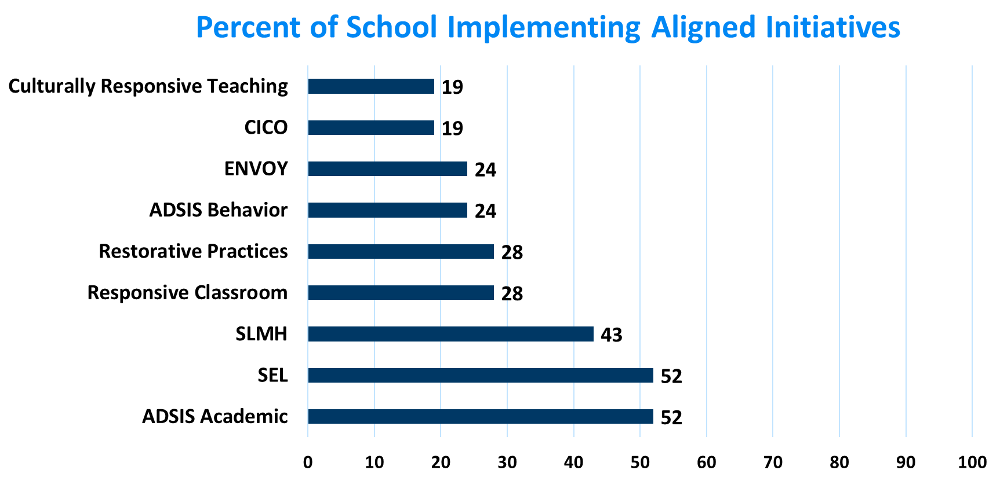 Percent of School Implementing Aligned Initiatives
Culturally Responsive Teaching 19
CICO 19
ENVOY 24
ADSIS Behavior 24
Restorative Practices 28
Responsive Classroom 28
SLMH 43
SEL 52
ADSIS Academic 52
0 10 20 30 40 50 60 70 80 90 100